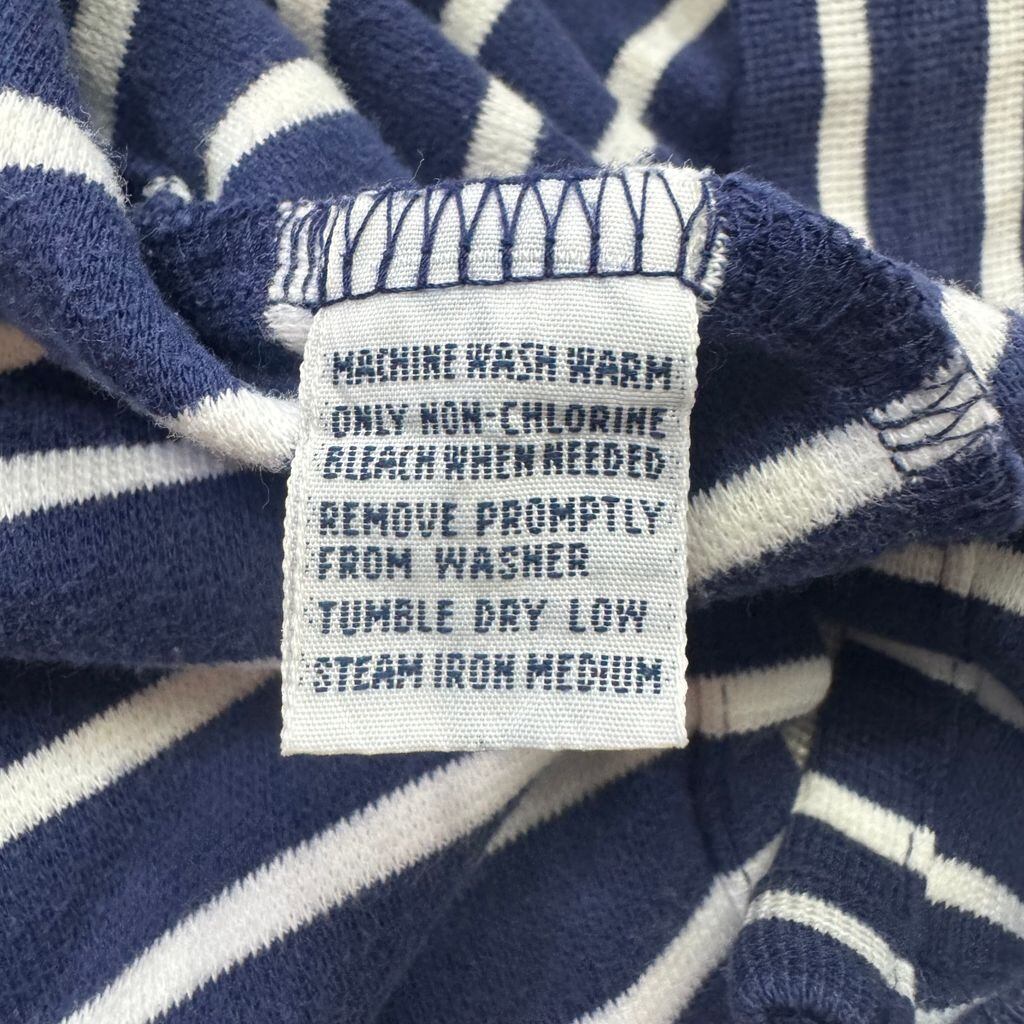 MACHINE WASH WARM
ONLY NON-CHLORINE
BLEACH WHEN NEEDED
REMOVE PROMPTLY
FROM WASHER
TUMBLE DRY LOW
STEAM IRON MEDIUM